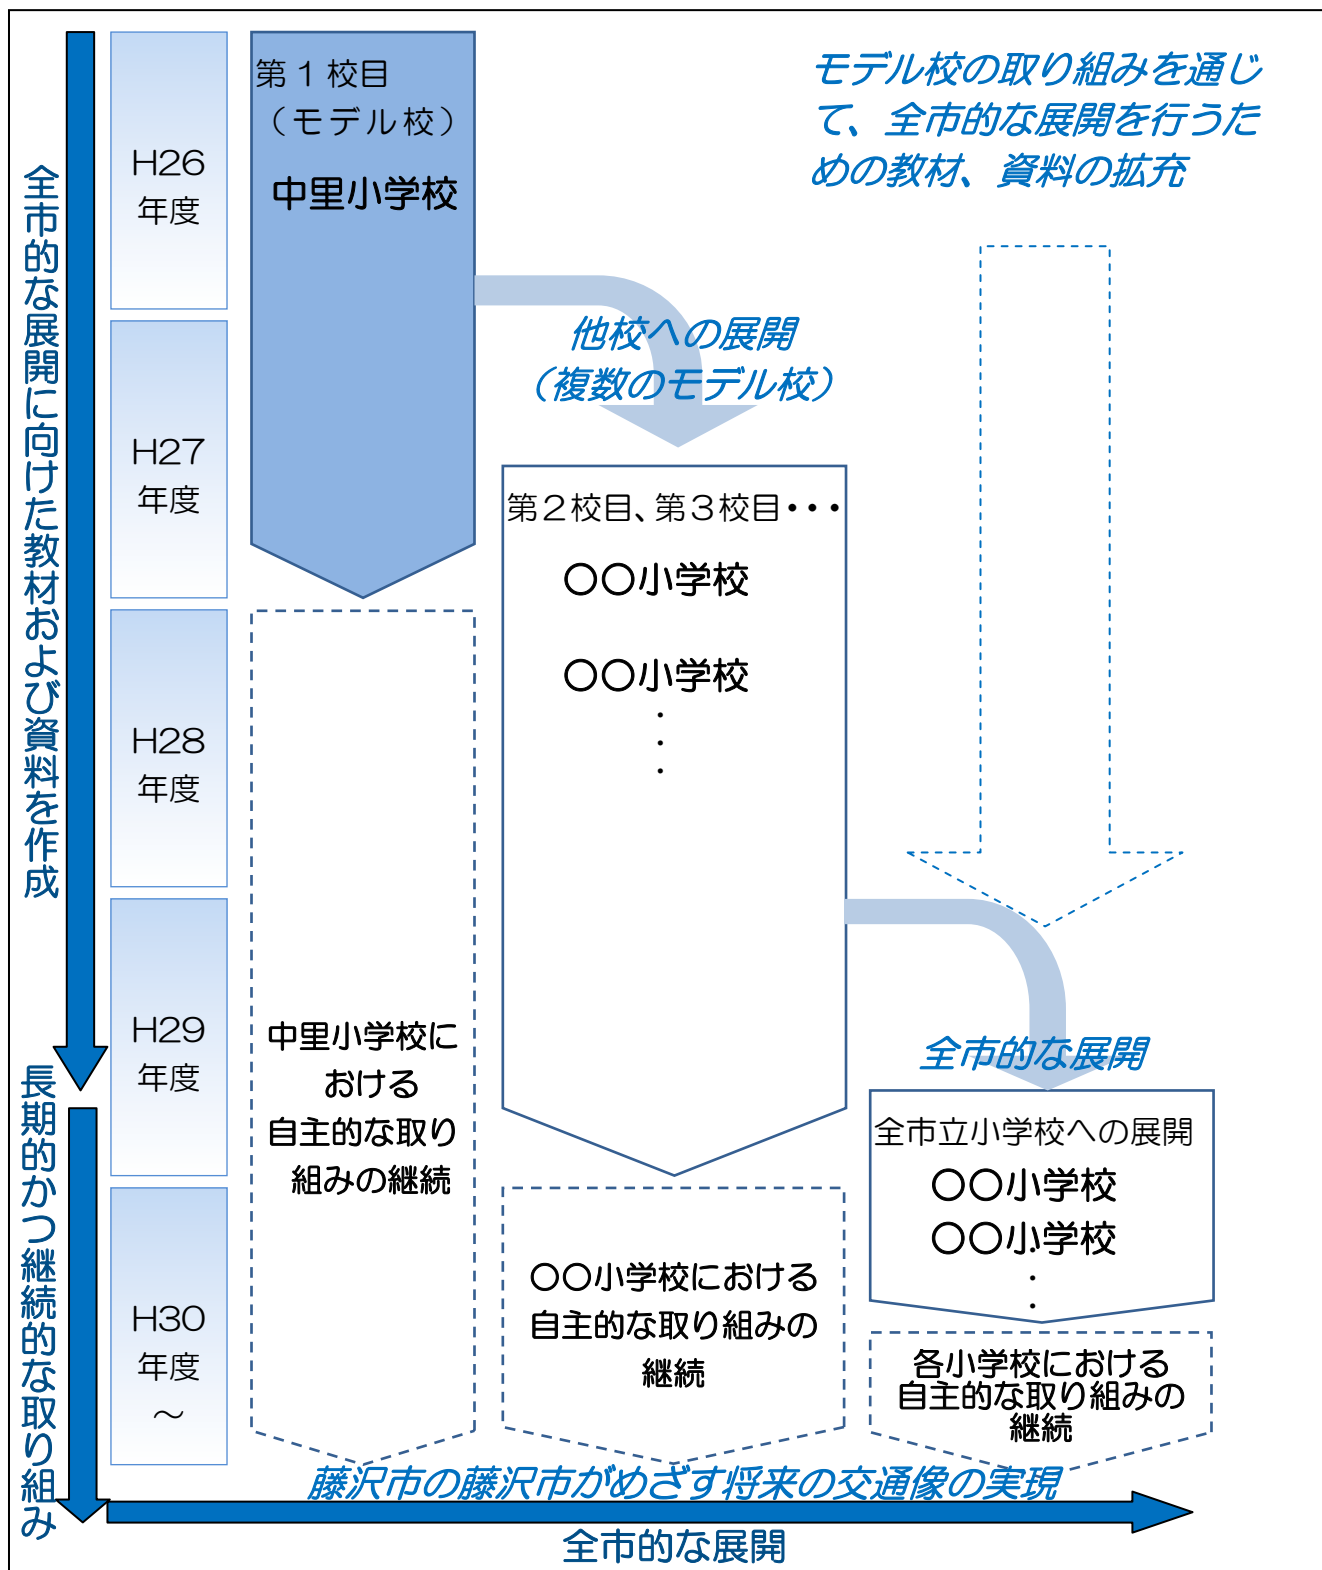 全市的な展開に向けた教材および資料を作成
長期的かつ継続的な取り組み
H26
年度
H27
年度
H28
年度
H29
年度
H30
年度
～
第1校目
（モデル校）
中里小学校
モデル校の取り組みを通じ
て、全市的な展開を行うた
めの教材、資料の拡充
他校への展開
（複数のモデル校）
第2校目、第3校目・・・
〇〇小学校
〇〇小学校
・
・
・
中里小学校に
おける
自主的な取り
組みの継続
全市的な展開
全市立小学校への展開
〇〇小学校
〇〇小学校
・
・
〇〇小学校における
自主的な取り組みの
継続
各小学校における
自主的な取り組みの
継続
藤沢市の藤沢市がめざす将来の交通像の実現
全市的な展開